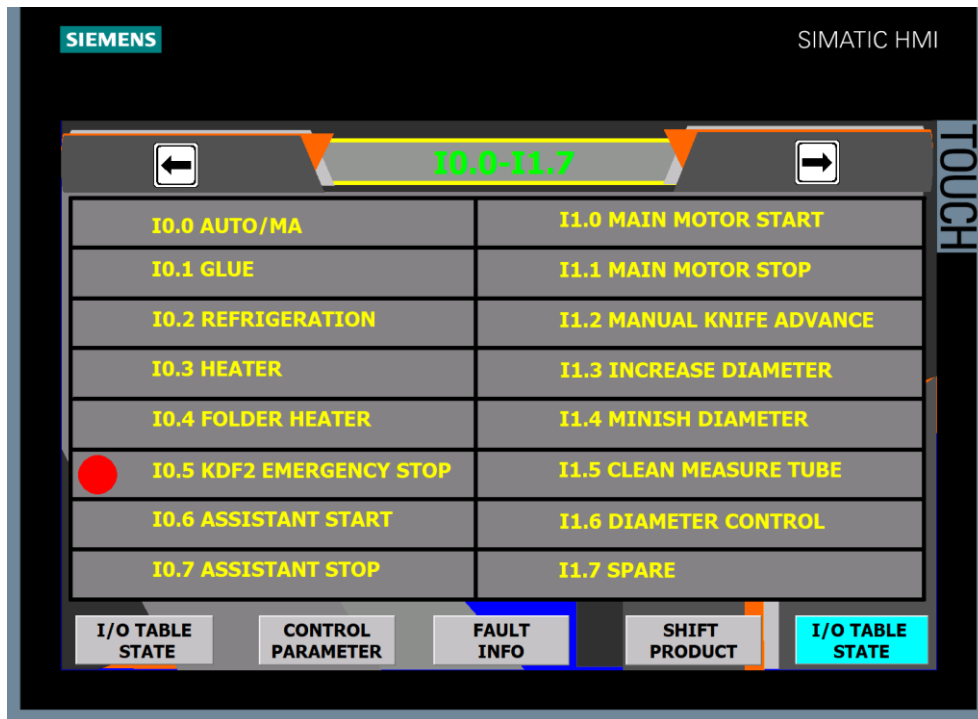 SIEMENS
SIMATIC HMI
TOUCH
I0.0-I1.7
I0.0 AUTO/MA
I1.0 MAIN MOTOR START
I0.1 GLUE
I1.1 MAIN MOTOR STOP
I0.2 REFRIGERATION
I1.2 MANUAL KNIFE ADVANCE
I0.3 HEATER
I1.3 INCREASE DIAMETER
I0.4 FOLDER HEATER
I1.4 MINISH DIAMETER
I0.5 KDF2 EMERGENCY STOP
I1.5 CLEAN MEASURE TUBE
I0.6 ASSISTANT START
I1.6 DIAMETER CONTROL
I0.7 ASSISTANT STOP
I1.7 SPARE
I/O TABLE
STATE
CONTROL
PARAMETER
FAULT
INFO
SHIFT
PRODUCT
I/O TABLE
STATE